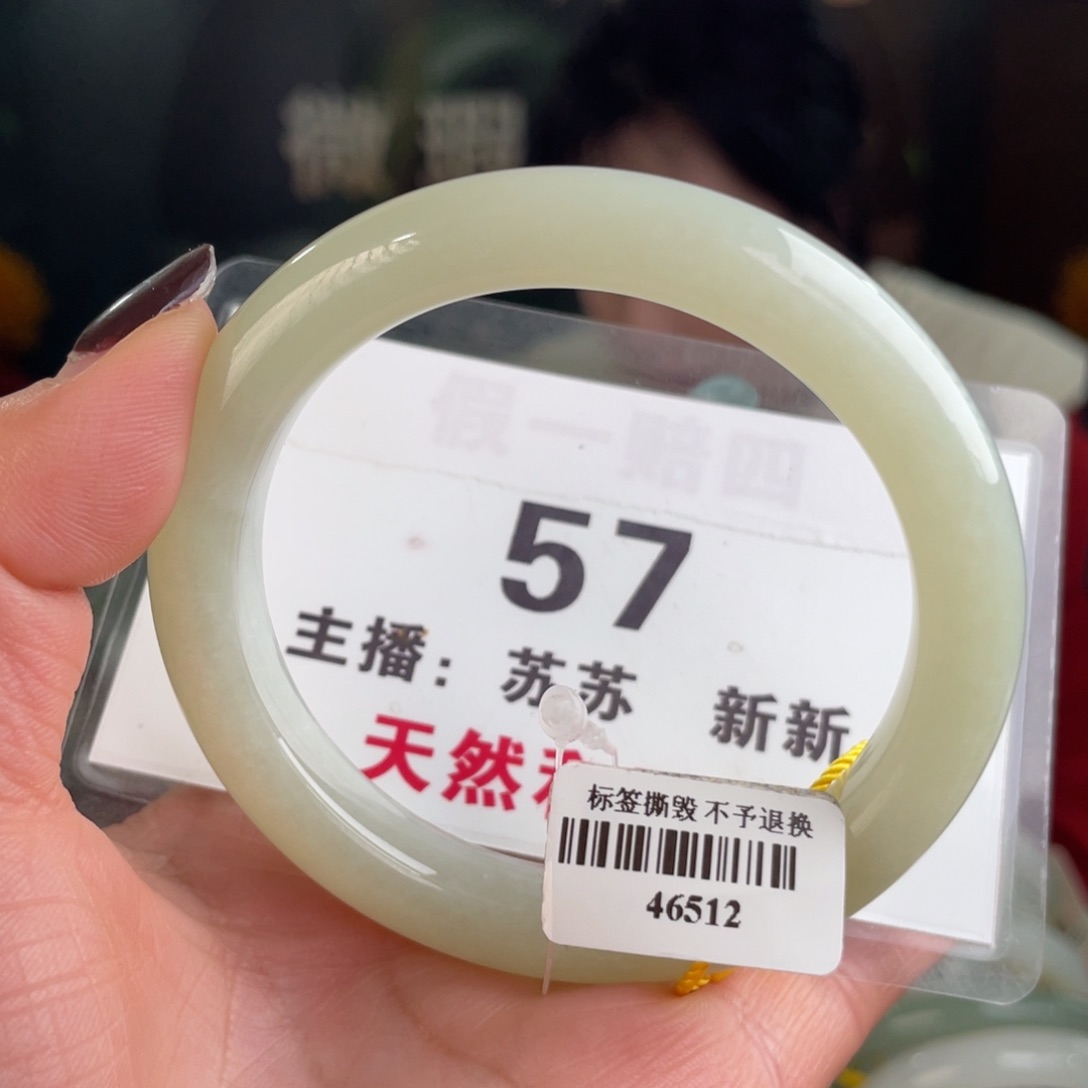 假一赔四
57
主播： 苏苏 新新
天然
标签撕毁 不予退换
46512